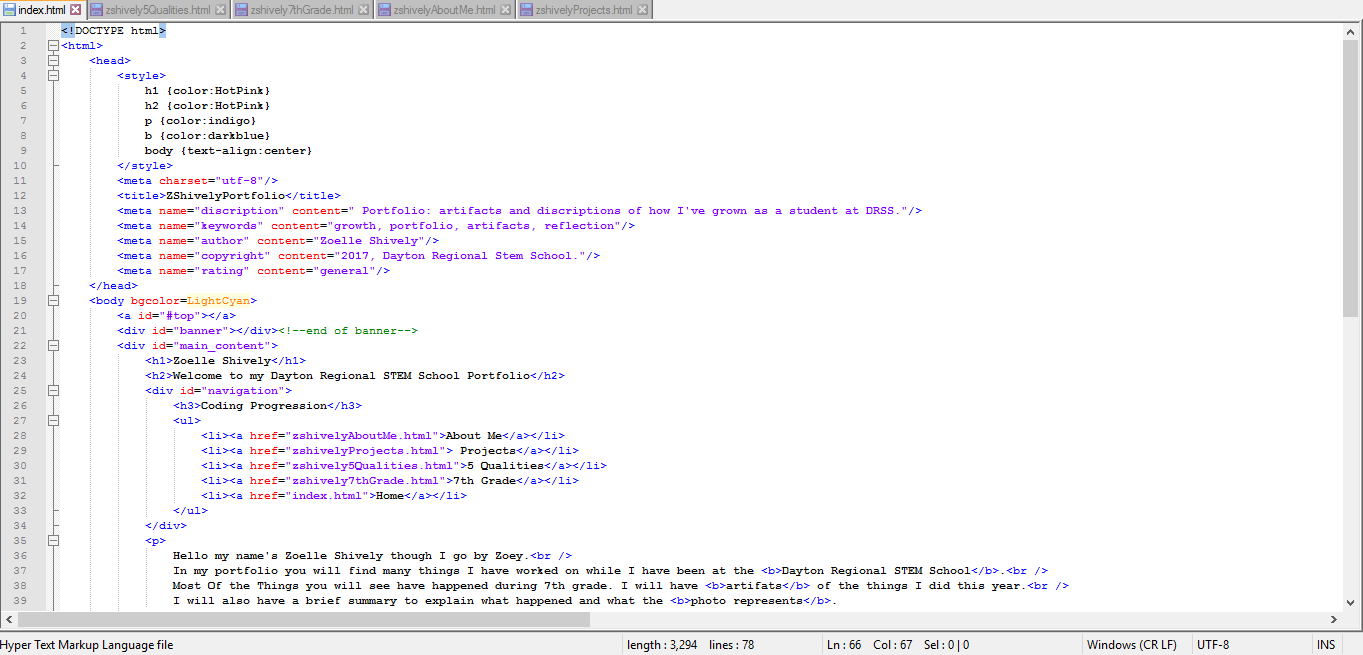 index.html zshively5Qualities.html zshively7thGrade.html zshivelyAboutMe.html zshivelyProjects.html
1 <!DOCTYPE html>
2 <html>
3 <head>
4 <style>
5 h1 {color:HotPink}
6 h2 {color:HotPink}
7 p {color:indigo}
8 b {color:darkblue}
9 body {text-align:center}
10 </style>
11 <meta charset="utf-8"/>
12 <title>ZShivelyPortfolio</title>
13 <meta name="discription" content=" Portfolio: artifacts and discriptions of how I've grown as a student at DRSS."/>
14 <meta name="keywords" content="growth, portfolio, artifacts, reflection"/>
15 <meta name="author" content="Zoelle Shively"/>
16 <meta name="copyright" content="2017, Dayton Regional Stem School."/>
17 <meta name="rating" content="general"/>
18 </head>
19 <body bgcolor=LightCyan>
20 <a id="#top"></a>
21 <div id="banner"></div><!--end of banner-->
22 <div id="main_content">
23 <h1>Zoelle Shively</h1>
24 <h2>Welcome to my Dayton Regional STEM School Portfolio</h2>
25 <div id="navigation">
26 <h3>Coding Progression</h3>
27 <ul>
28 <li><a href="zshivelyAboutMe.html">About Me</a></li>
29 <li><a href="zshivelyProjects.html"> Projects</a></li>
30 <li><a href="zshively5Qualities.html">5 Qualities</a></li>
31 <li><a href="zshively7thGrade.html">7th Grade</a></li>
32 <li><a href="index.html">Home</a></li>
33 </ul>
34 </div>
35 <p>
36 Hello my name's Zoelle Shively though I go by Zoey.<br />
37 In my portfolio you will find many things I have worked on while I have been at the <b>Dayton Regional STEM School</b>.<br />
38 Most Of the Things you will see have happened during 7th grade. I will have <b>artifats</b> of the things I did this year.<br />
39 I will also have a brief summary to explain what happened and what the <b>photo represents</b>.
Hyper Text Markup Language file length : 3,294 lines : 78 Ln : 66 Col : 67 Sel : 0 | 0 Windows (CR LF) UTF-8 INS